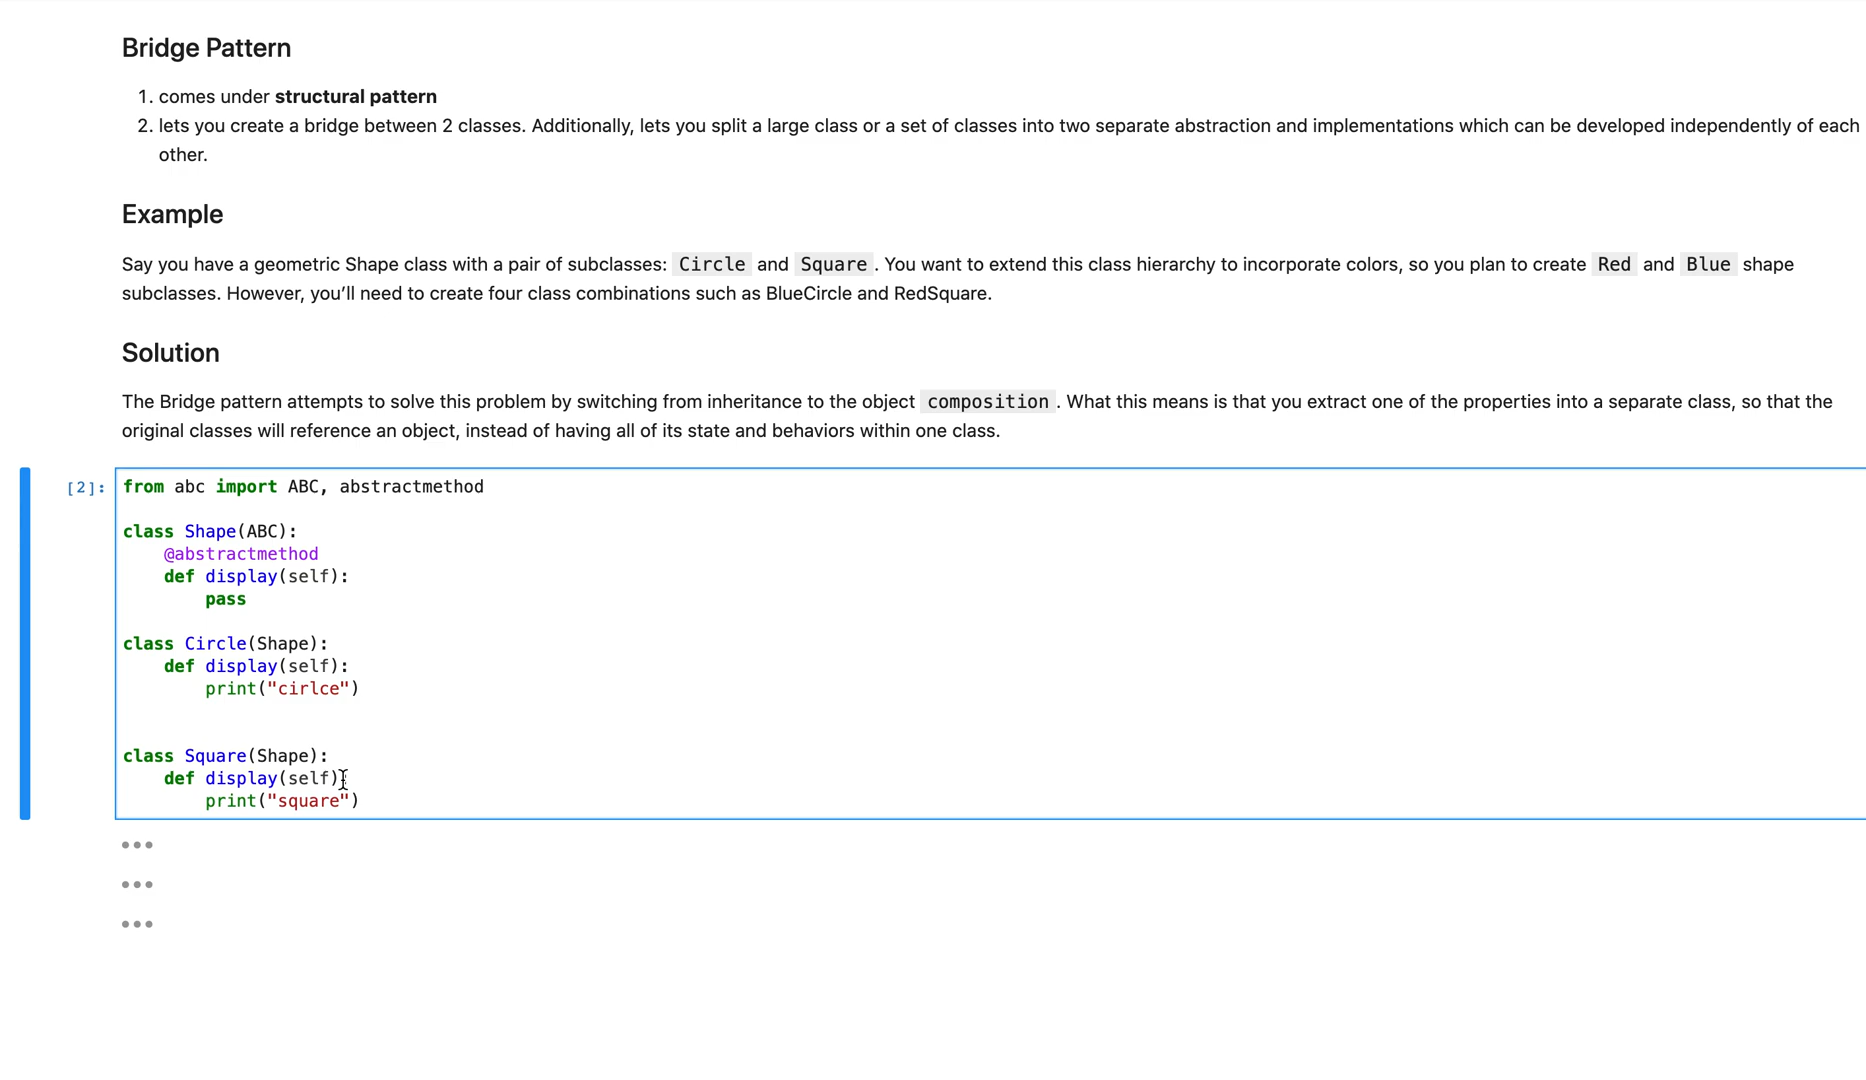 Bridge Pattern
1. comes under structural pattern
2. lets you create a bridge between 2 classes. Additionally, lets you split a large class or a set of classes into two separate abstraction and implementations which can be developed independently of each
other.
Example
Say you have a geometric Shape class with a pair of subclasses: Circle and Square . You want to extend this class hierarchy to incorporate colors, so you plan to create Red and Blue shape
subclasses. However, you’ll need to create four class combinations such as BlueCircle and RedSquare.
Solution
The Bridge pattern attempts to solve this problem by switching from inheritance to the object composition . What this means is that you extract one of the properties into a separate class, so that the
original classes will reference an object, instead of having all of its state and behaviors within one class.
[2]: from abc import ABC, abstractmethod
class Shape(ABC):
    @abstractmethod
    def display(self):
        pass
class Circle(Shape):
    def display(self):
        print("cirlce")
class Square(Shape):
    def display(self):
        print("square")